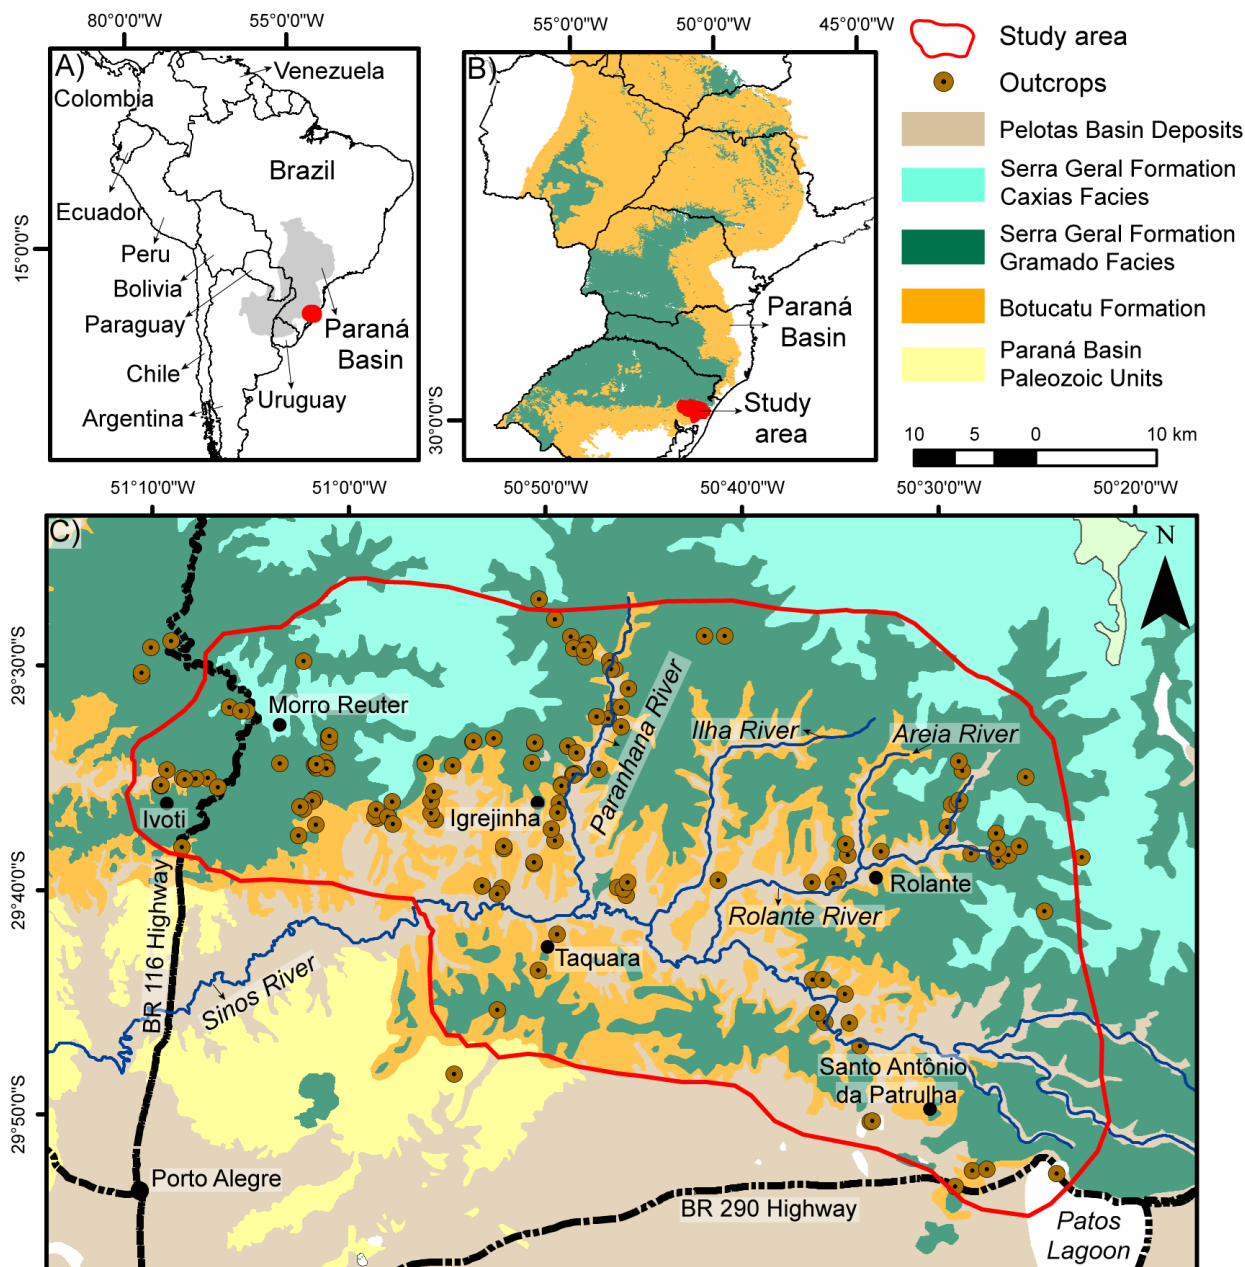 80°0'0"W
55°0'0"W
15°0'0"S
A)
Venezuela
Colombia
Brazil
Ecuador
Peru
Bolivia
Paraguay
Paraná
Basin
Chile
Uruguay
Argentina
55°0'0"W
50°0'0"W
45°0'0"W
30°0'0"S
B)
Paraná
Basin
Study
area
Study area
Outcrops
Pelotas Basin Deposits
Serra Geral Formation
Caxias Facies
Serra Geral Formation
Gramado Facies
Botucatu Formation
Paraná Basin
Paleozoic Units
10 5 0 10 km
51°10'0"W
51°0'0"W
50°50'0"W
50°40'0"W
50°30'0"W
50°20'0"W
C)
N
29°30'0"S
29°40'0"S
29°50'0"S
Morro Reuter
Paranhana River
Ilha River
Areia River
Ivoti
Igrejinha
Rolante
Rolante River
BR 116 Highway
Sinos River
Taquara
Santo Antônio
da Patrulha
Porto Alegre
BR 290 Highway
Patos
Lagoon